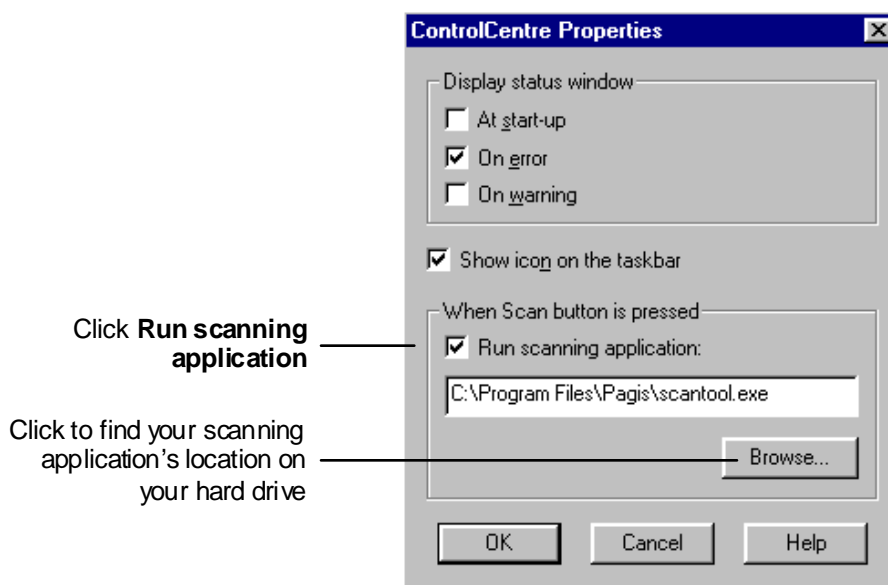 ControlCentre Properties
Display status window
At start-up
On error
On warning
Show icon on the taskbar
When Scan button is pressed
Click Run scanning
application
Run scanning application:
C:\Program Files\Pagis\scantool.exe
Click to find your scanning
application's location on
your hard drive
Browse...
OK Cancel Help